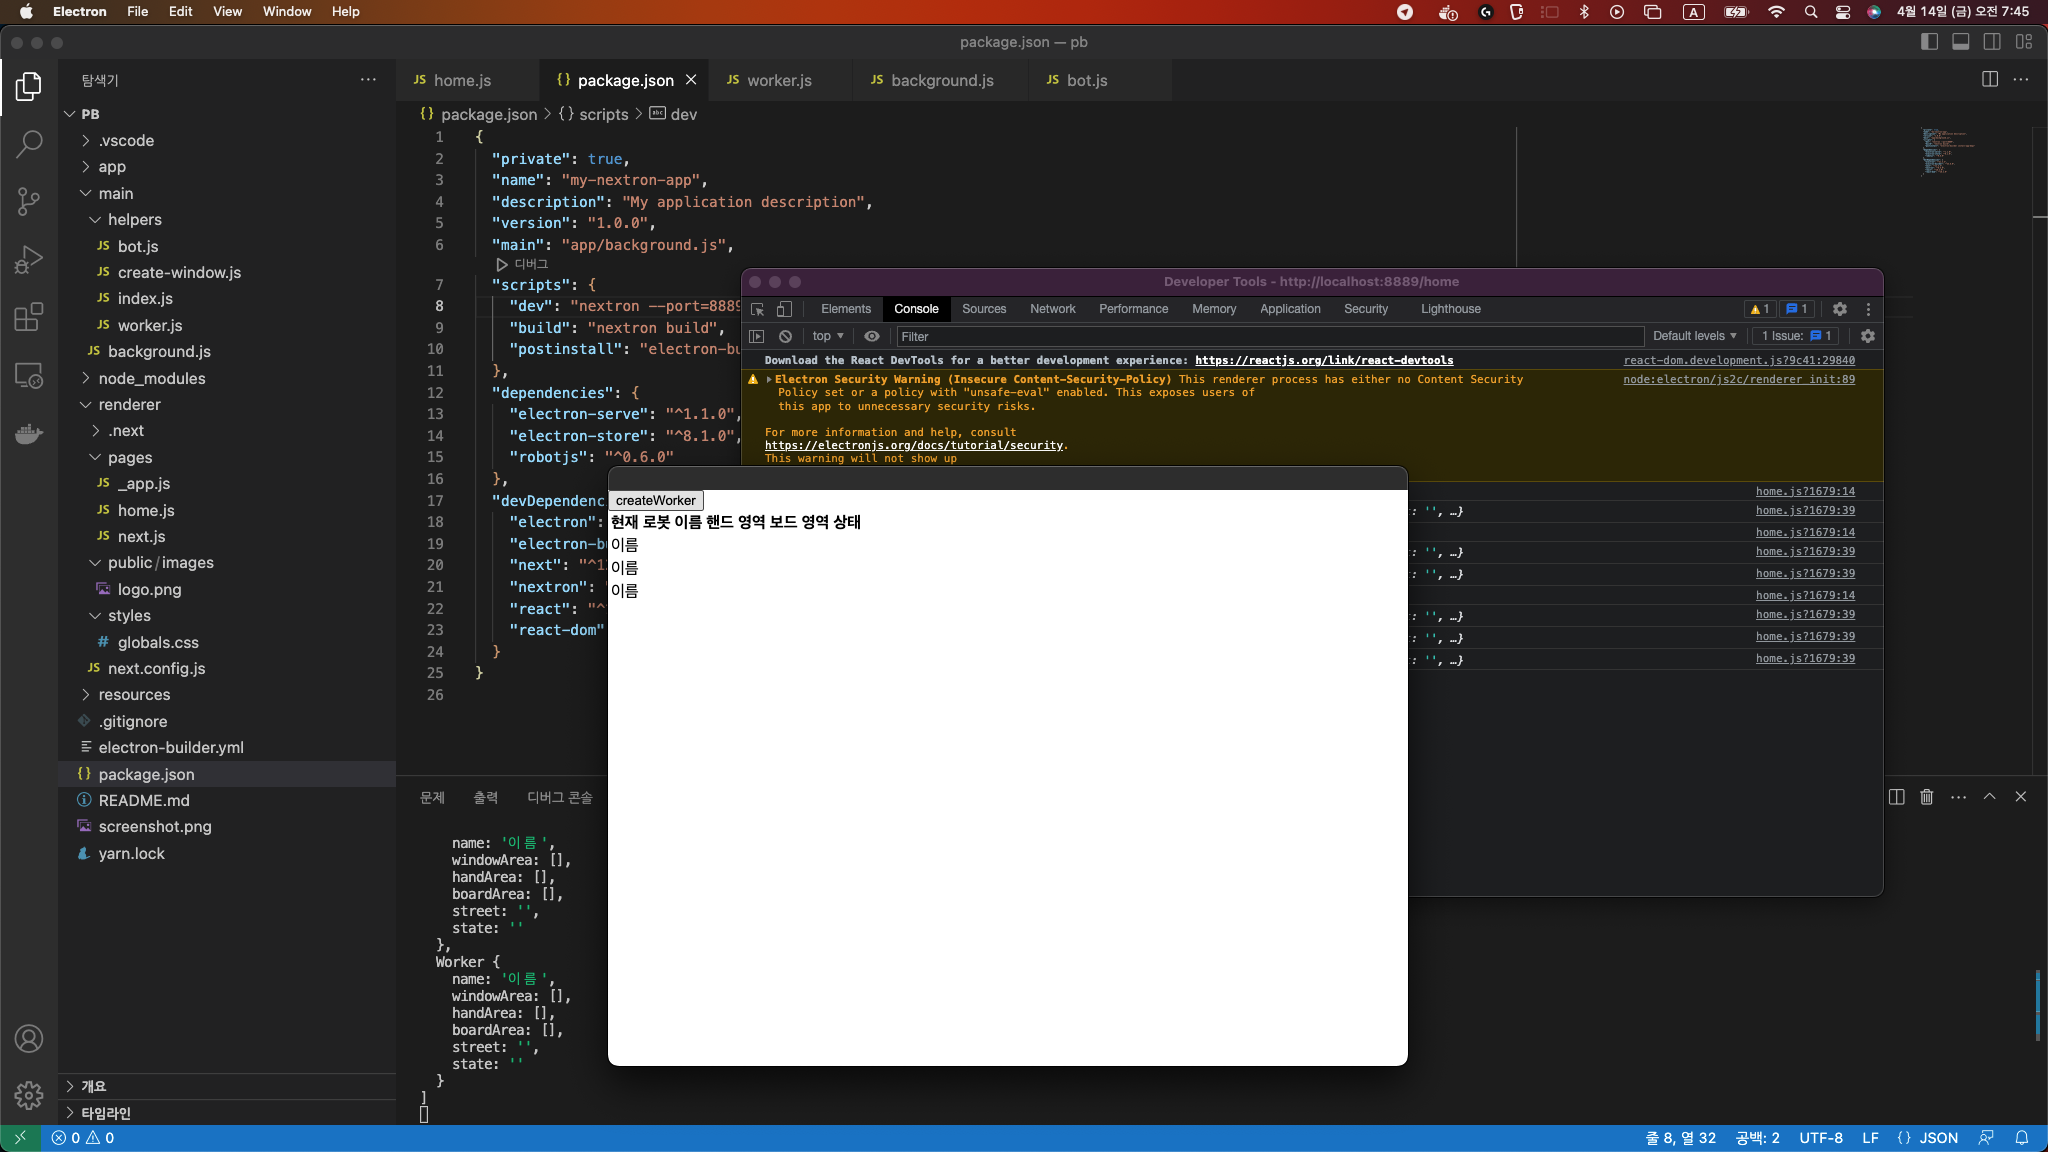 Electron File Edit View Window Help
4월 14일 (금) 오전 7:45
package.json — pb
탐색기
PB
.vscode
app
main
helpers
bot.js
create-window.js
index.js
worker.js
background.js
node_modules
renderer
.next
pages
_app.js
home.js
next.js
public/images
logo.png
styles
globals.css
next.config.js
resources
.gitignore
electron-builder.yml
package.json
README.md
screenshot.png
yarn.lock
개요
타임라인
home.js package.json worker.js background.js bot.js
package.json > {} scripts > dev
1 {
2 "private": true,
3 "name": "my-nextron-app",
4 "description": "My application description",
5 "version": "1.0.0",
6 "main": "app/background.js",
디버그
7 "scripts": {
8 "dev": "nextron --port=8889
9 "build": "nextron build",
10 "postinstall": "electron-bu
11 },
12 "dependencies": {
13 "electron-serve": "^1.1.0",
14 "electron-store": "^8.1.0",
15 "robotjs": "^0.6.0"
16 },
17 "devDependenc
18 "electron":
19 "electron-bu
20 "next": "^1
21 "nextron":
22 "react": "^
23 "react-dom"
24 }
25 }
26
Developer Tools - http://localhost:8889/home
Elements Console Sources Network Performance Memory Application Security Lighthouse 1 1
top Filter Default levels 1 Issue: 1
Download the React DevTools for a better development experience: https://reactjs.org/link/react-devtools react-dom.development.js?9c41:29840
Electron Security Warning (Insecure Content-Security-Policy) This renderer process has either no Content Security node:electron/js2c/renderer_init:89
Policy set or a policy with "unsafe-eval" enabled. This exposes users of
this app to unnecessary security risks.
For more information and help, consult
https://electronjs.org/docs/tutorial/security.
This warning will not show up
home.js?1679:14
: '', …} home.js?1679:39
home.js?1679:14
: '', …} home.js?1679:39
: '', …} home.js?1679:39
home.js?1679:14
: '', …} home.js?1679:39
: '', …} home.js?1679:39
: '', …} home.js?1679:39
createWorker
현재 로봇 이름 핸드 영역 보드 영역 상태
이름
이름
이름
문제 출력 디버그 콘솔
name: '이름',
windowArea: [],
handArea: [],
boardArea: [],
street: '',
state: ''
},
Worker {
name: '이름',
windowArea: [],
handArea: [],
boardArea: [],
street: '',
state: ''
}
]
0 0 줄 8, 열 32 공백: 2 UTF-8 LF {} JSON